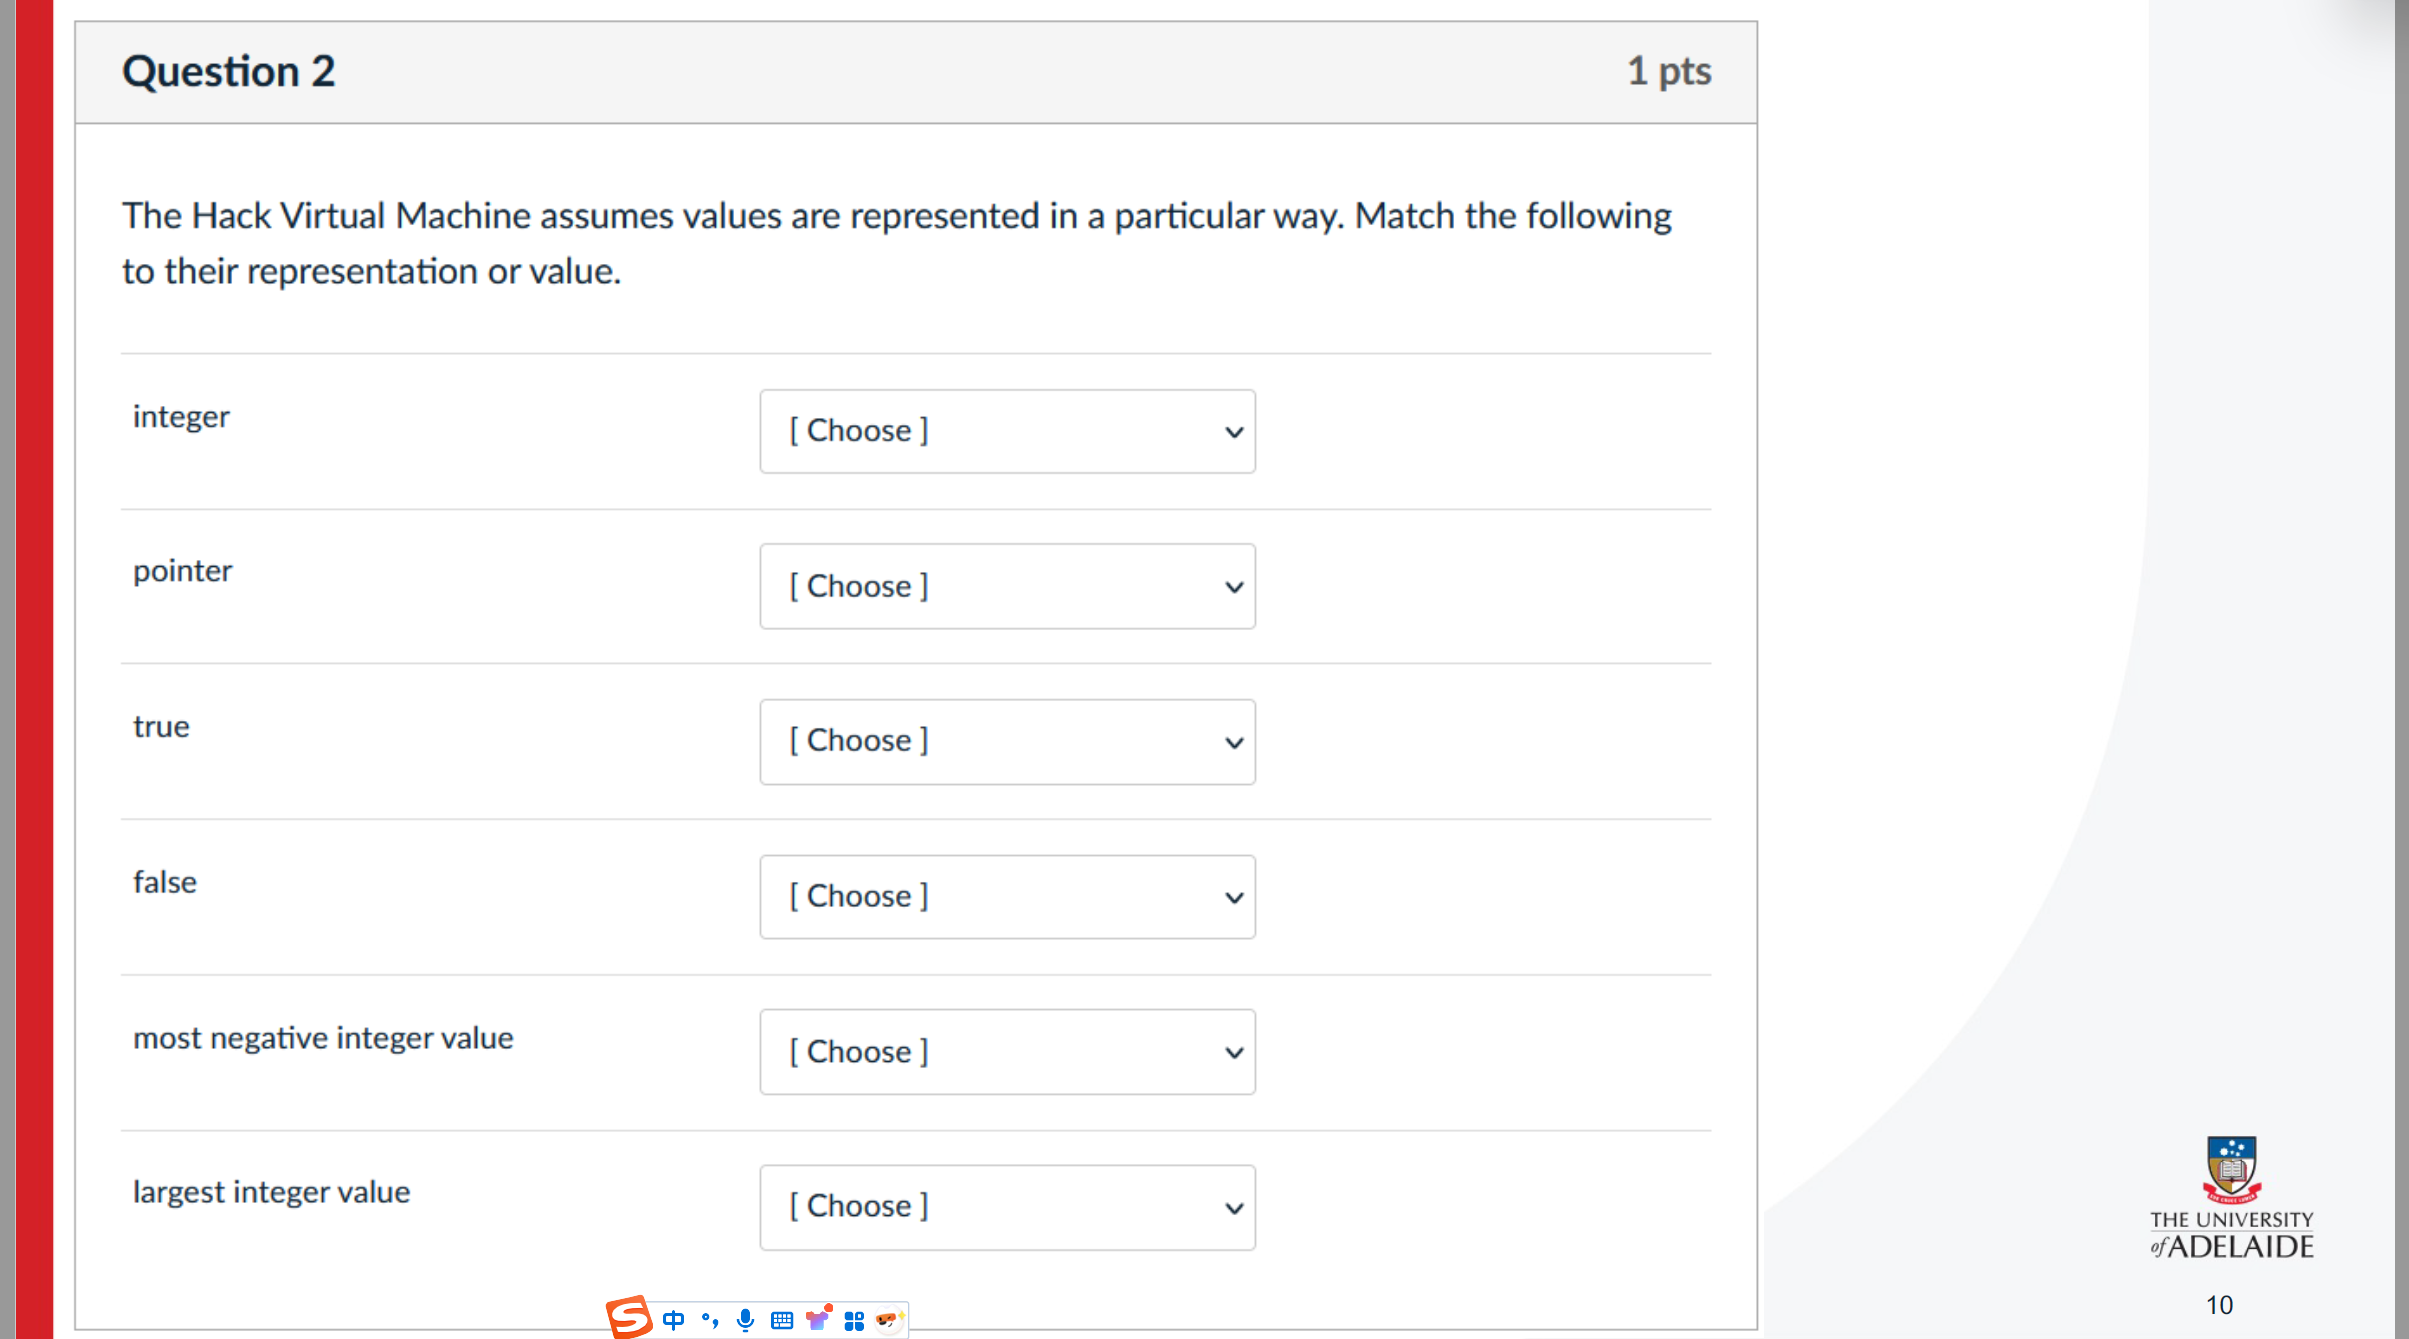 Question 2
1 pts
The Hack Virtual Machine assumes values are represented in a particular way. Match the following
to their representation or value.
integer
[ Choose ]
pointer
[ Choose ]
true
[ Choose ]
false
[ Choose ]
most negative integer value
[ Choose ]
largest integer value
[ Choose ]
THE UNIVERSITY
of ADELAIDE
10
S 中